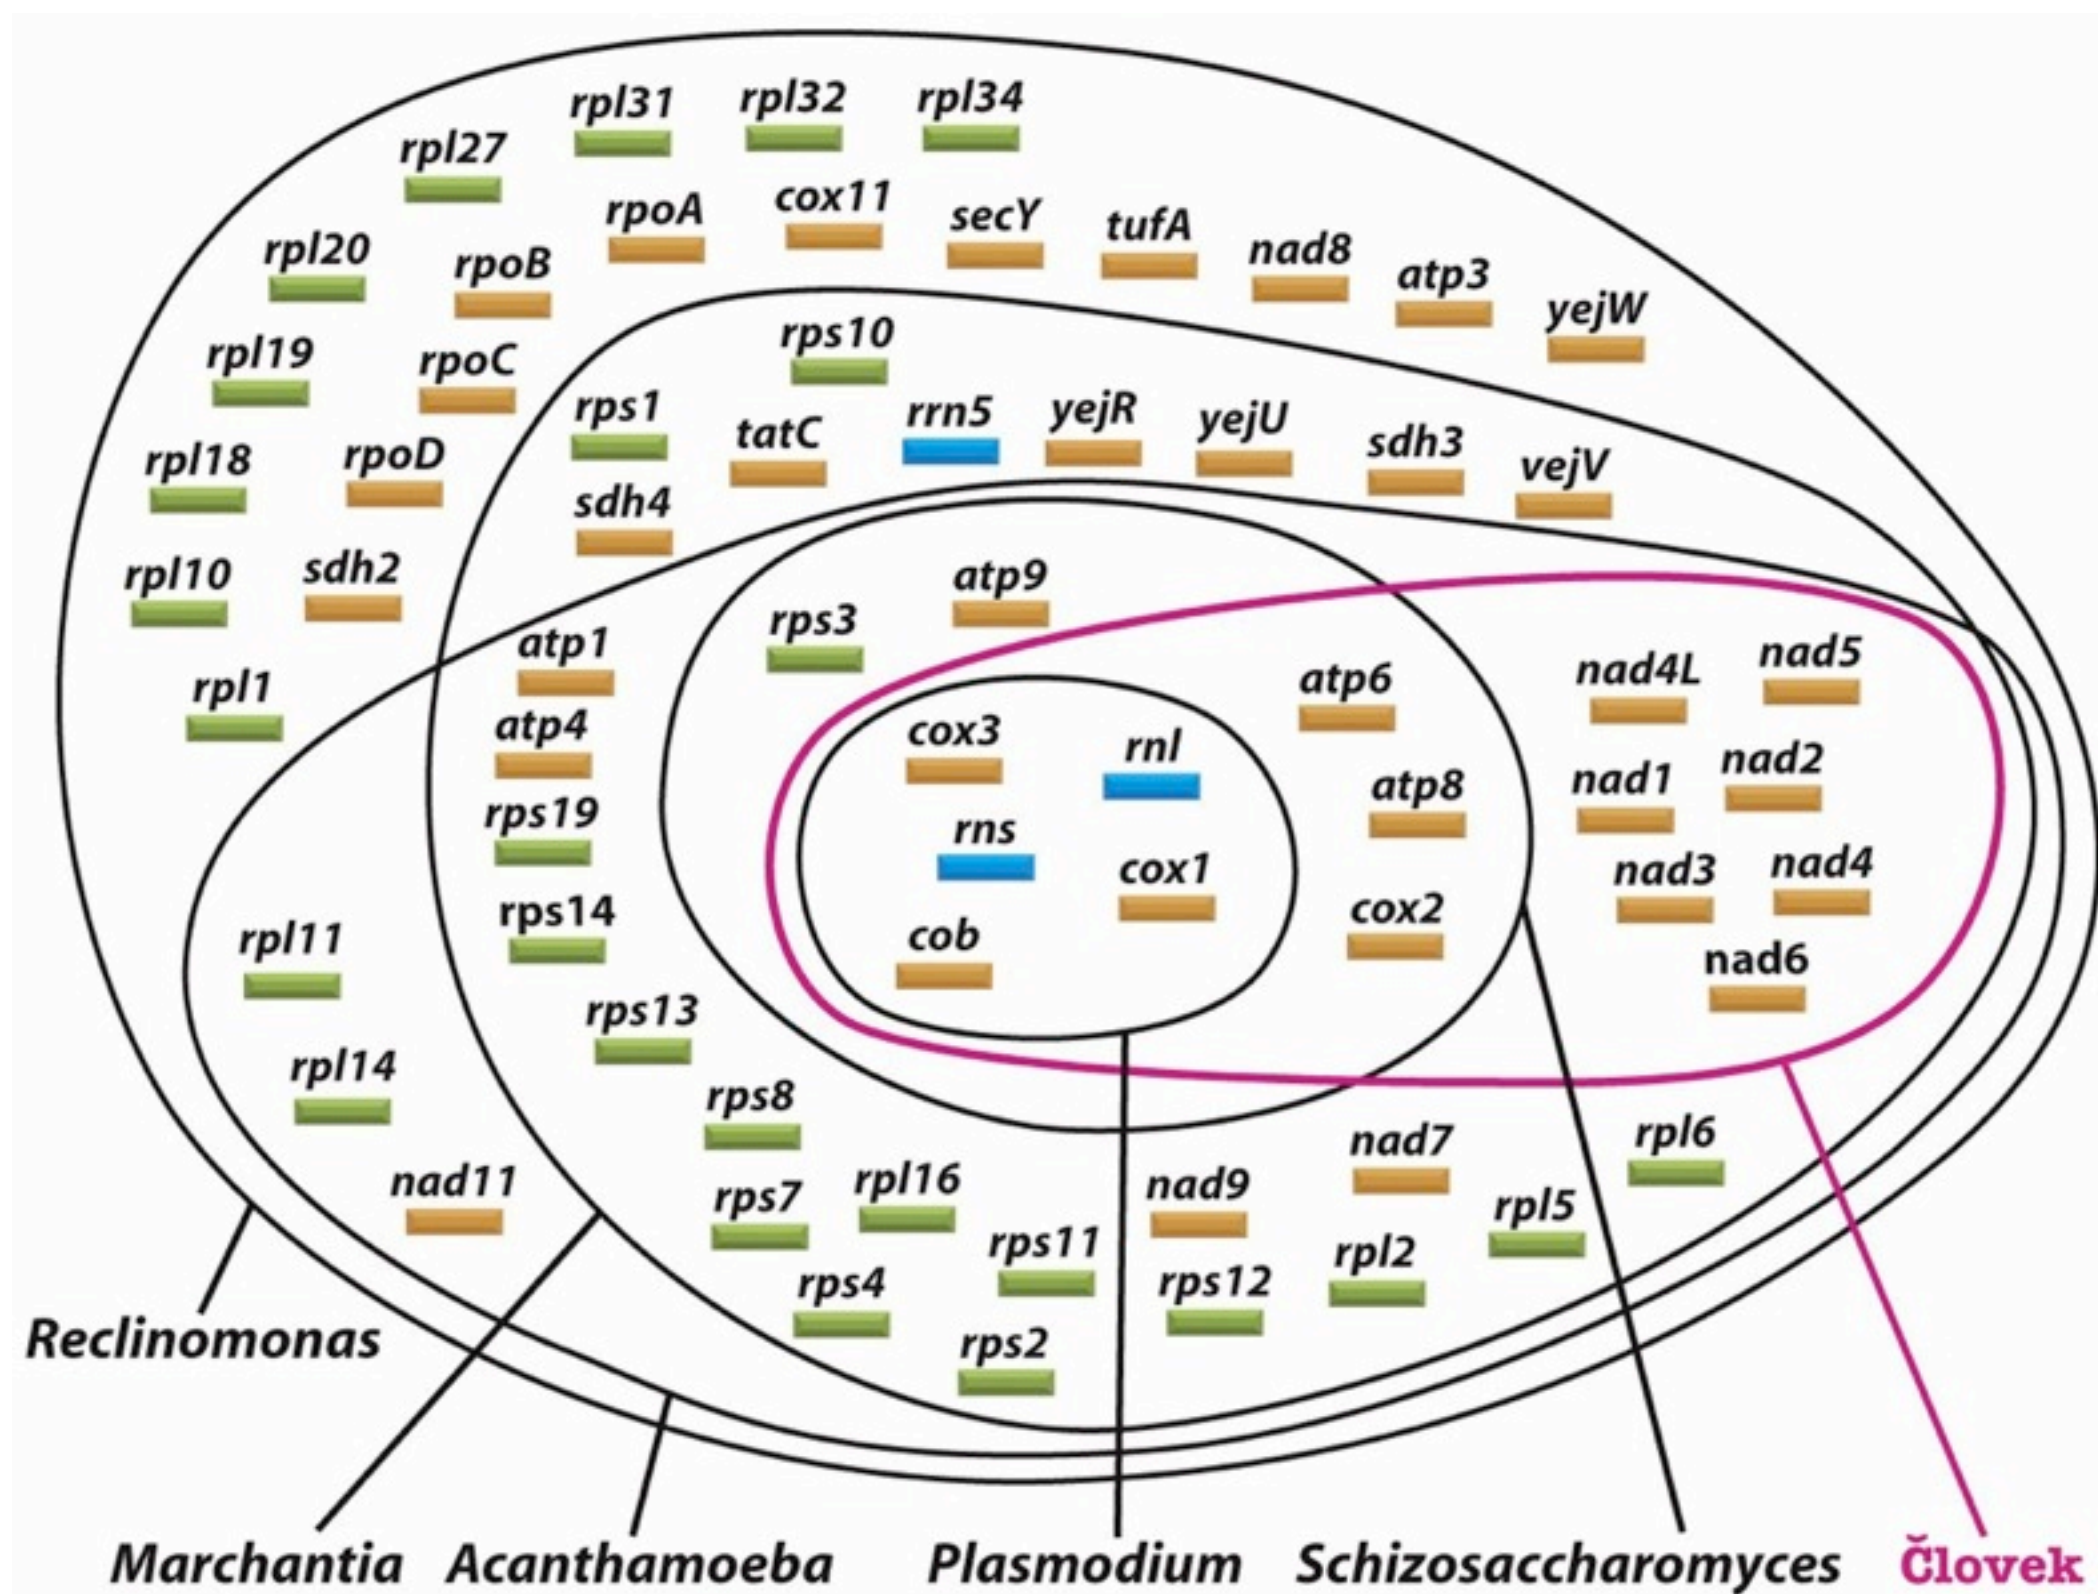 rpl31 rpl32 rpl34
rpl27
rpoA cox11 secY tufA nad8 atp3 yejW
rpl20 rpoB
rps10
rpl19 rpoC
rps1 tatC rrn5 yejR yejU sdh3 vejV
rpl18 rpoD
sdh4
rpl10 sdh2
atp9
rps3
atp1
rpl1
atp6 nad4L nad5
atp4
cox3 rnl
atp8 nad1 nad2
rps19
rns
cox1
nad3 nad4
rps14
cox2
rpl11
cob
nad6
rps13
rpl14
rps8
rpl6
nad7
nad11
rps7 rpl16 nad9
rpl5
rps11
rpl2
rps4
rps12
rps2
Reclinomonas
Marchantia Acanthamoeba Plasmodium Schizosaccharomyces Človek